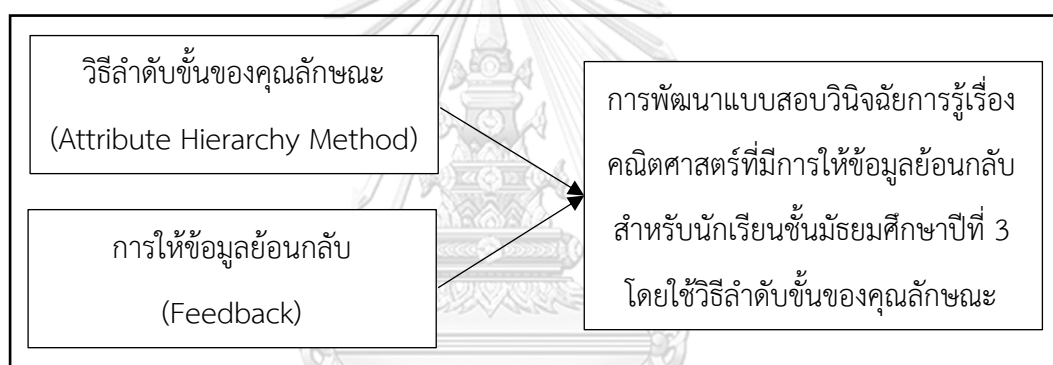 วิธีลำดับขั้นของคุณลักษณะ
(Attribute Hierarchy Method)
การให้ข้อมูลย้อนกลับ
(Feedback)
การพัฒนาแบบสอบวินิจฉัยการรู้เรื่อง
คณิตศาสตร์ที่มีการให้ข้อมูลย้อนกลับ
สำหรับนักเรียนชั้นมัธยมศึกษาปีที่ 3
โดยใช้วิธีลำดับขั้นของคุณลักษณะ